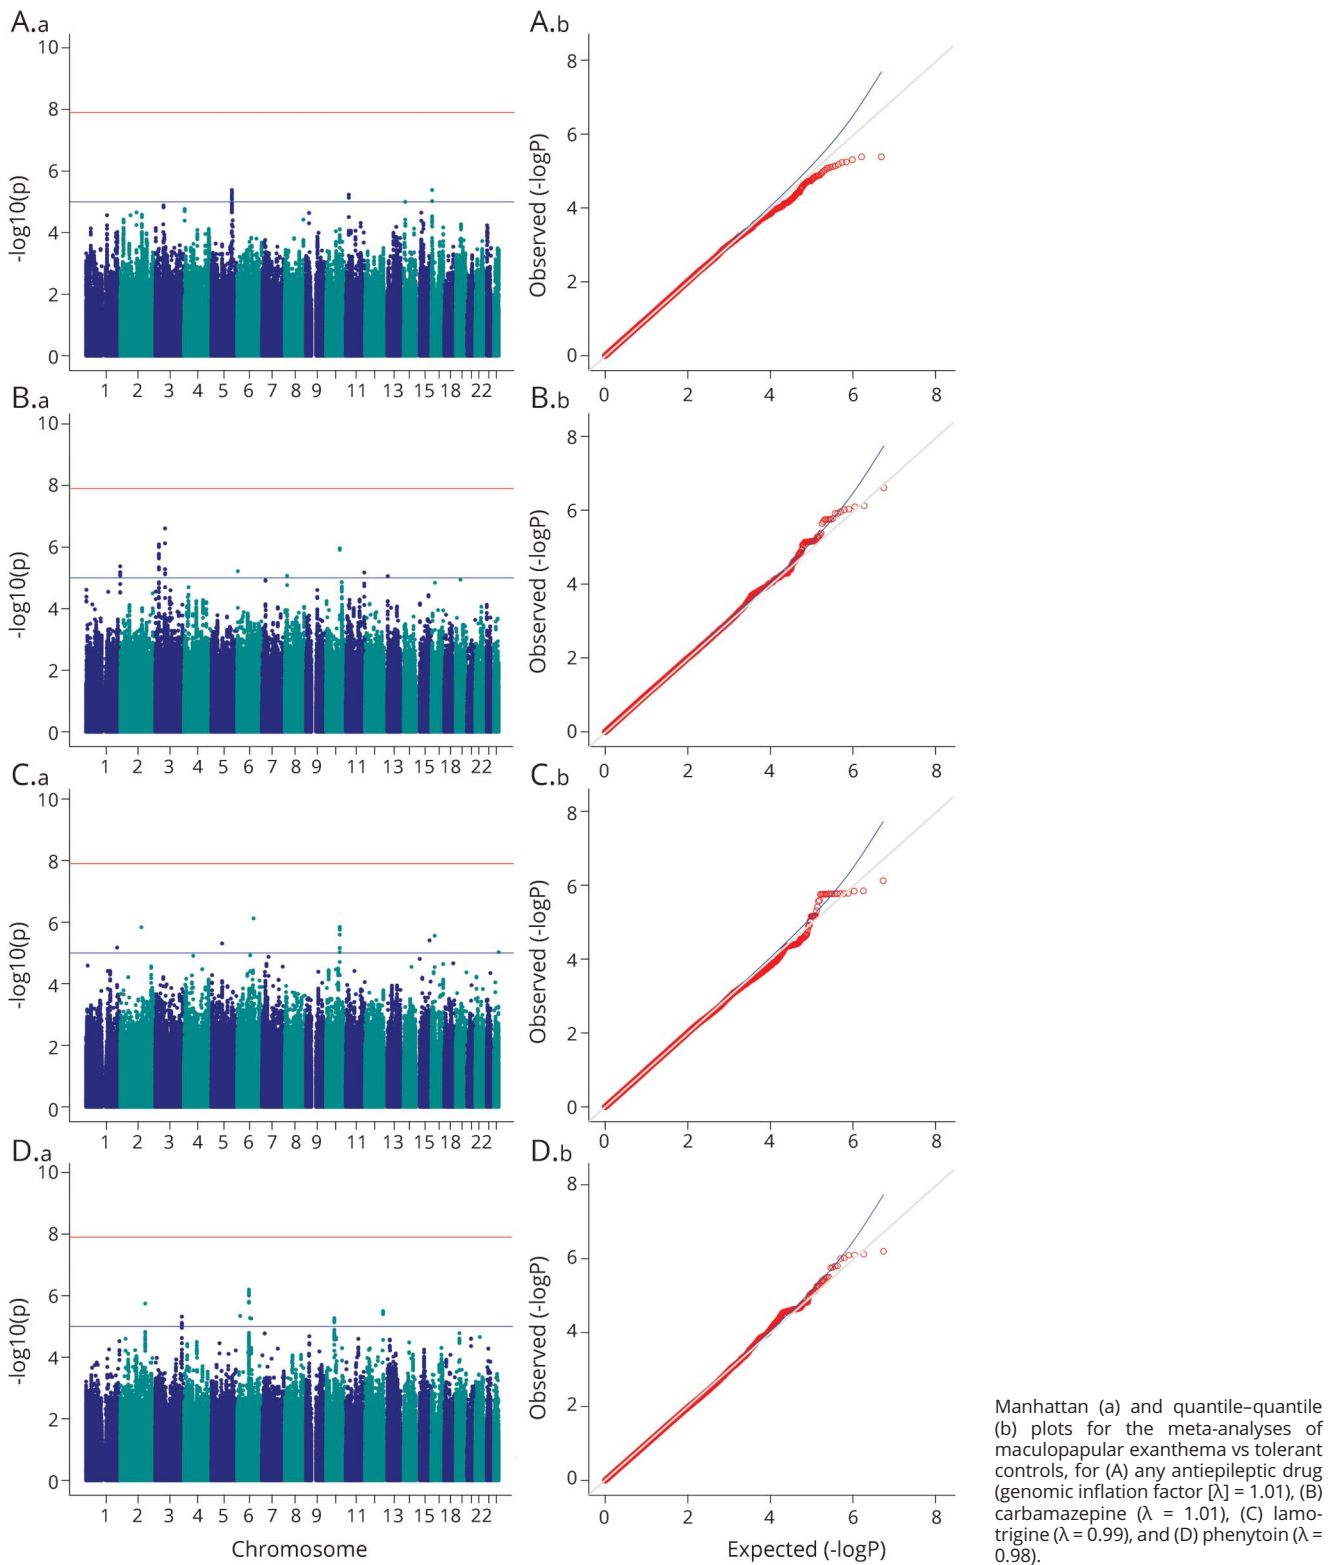 A.a
A.b
10
8
6
4
2
0
-log10(p)
1 2 3 4 5 6 7 8 9 11 13 15 18 22
8
6
4
2
0
Observed (-logP)
0 2 4 6 8
B.a
B.b
10
8
6
4
2
0
-log10(p)
1 2 3 4 5 6 7 8 9 11 13 15 18 22
8
6
4
2
0
Observed (-logP)
0 2 4 6 8
C.a
C.b
10
8
6
4
2
0
-log10(p)
1 2 3 4 5 6 7 8 9 11 13 15 18 22
8
6
4
2
0
Observed (-logP)
0 2 4 6 8
D.a
D.b
10
8
6
4
2
0
-log10(p)
1 2 3 4 5 6 7 8 9 11 13 15 18 22
Chromosome
8
6
4
2
0
Observed (-logP)
0 2 4 6 8
Expected (-logP)
Manhattan (a) and quantile–quantile
(b) plots for the meta-analyses of
maculopapular exanthema vs tolerant
controls, for (A) any antiepileptic drug
(genomic inflation factor [λ] = 1.01), (B)
carbamazepine (λ = 1.01), (C) lamo-
trigine (λ = 0.99), and (D) phenytoin (λ =
0.98).